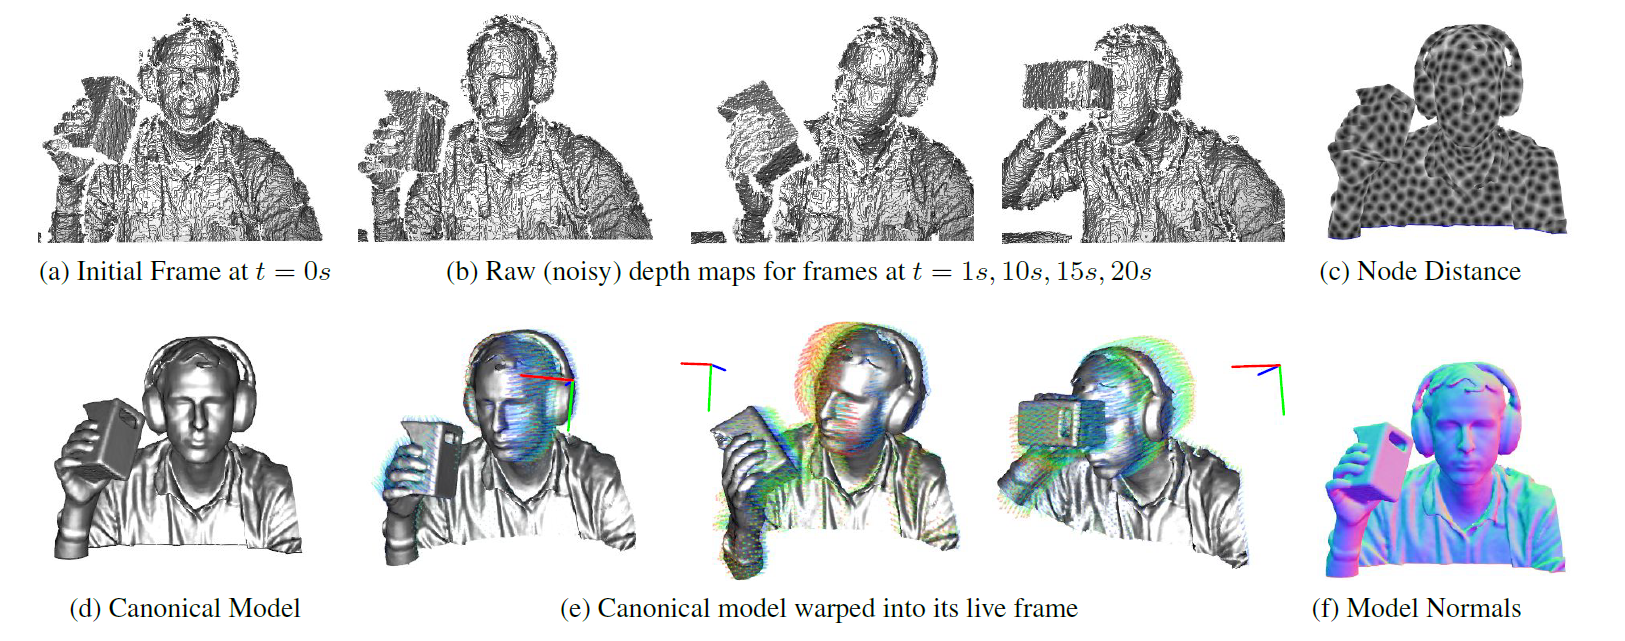 (a) Initial Frame at t = 0s
(b) Raw (noisy) depth maps for frames at t = 1s, 10s, 15s, 20s
(c) Node Distance
(d) Canonical Model
(e) Canonical model warped into its live frame
(f) Model Normals